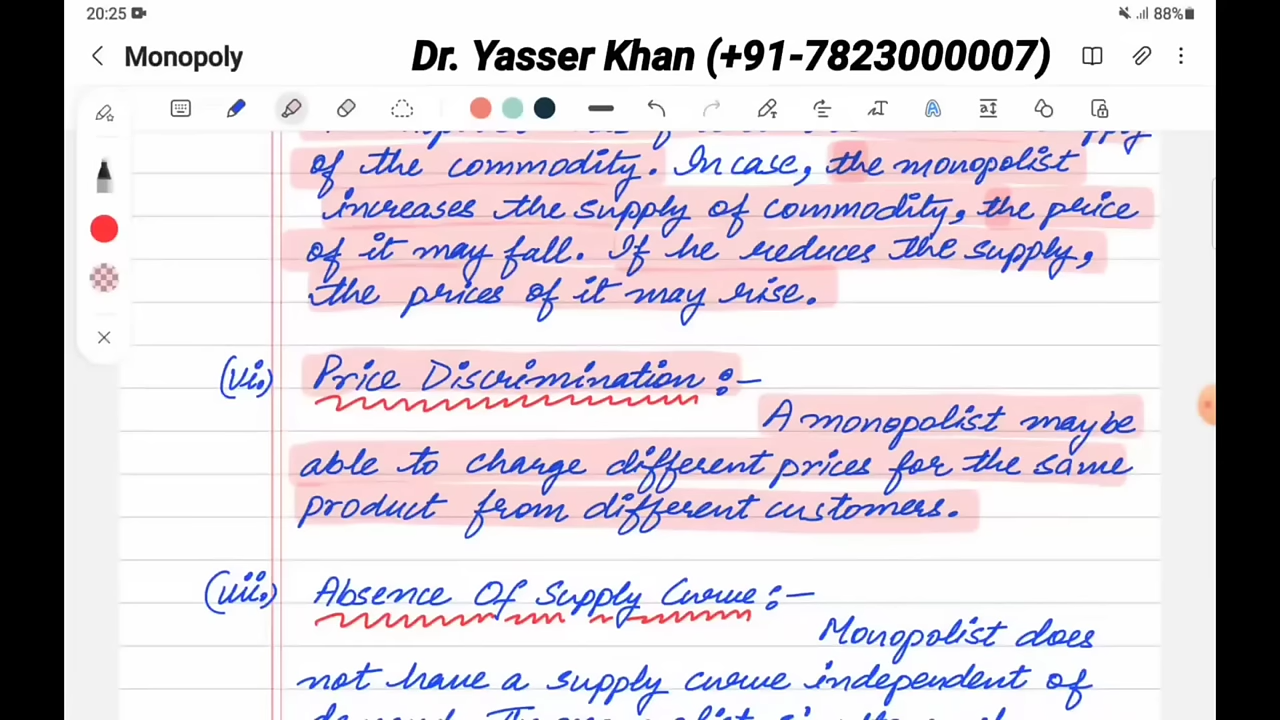 20:25
88%
Monopoly
Dr. Yasser Khan (+91-7823000007)
of the commodity. In case, the monopolist
increases the supply of commodity, the price
of it may fall. If he reduces the supply,
the prices of it may rise.
(vi.) Price Discrimination :-
A monopolist maybe
able to charge different prices for the same
product from different customers.
(vii.) Absence Of Supply Curve :-
Monopolist does
not have a supply curve independent of